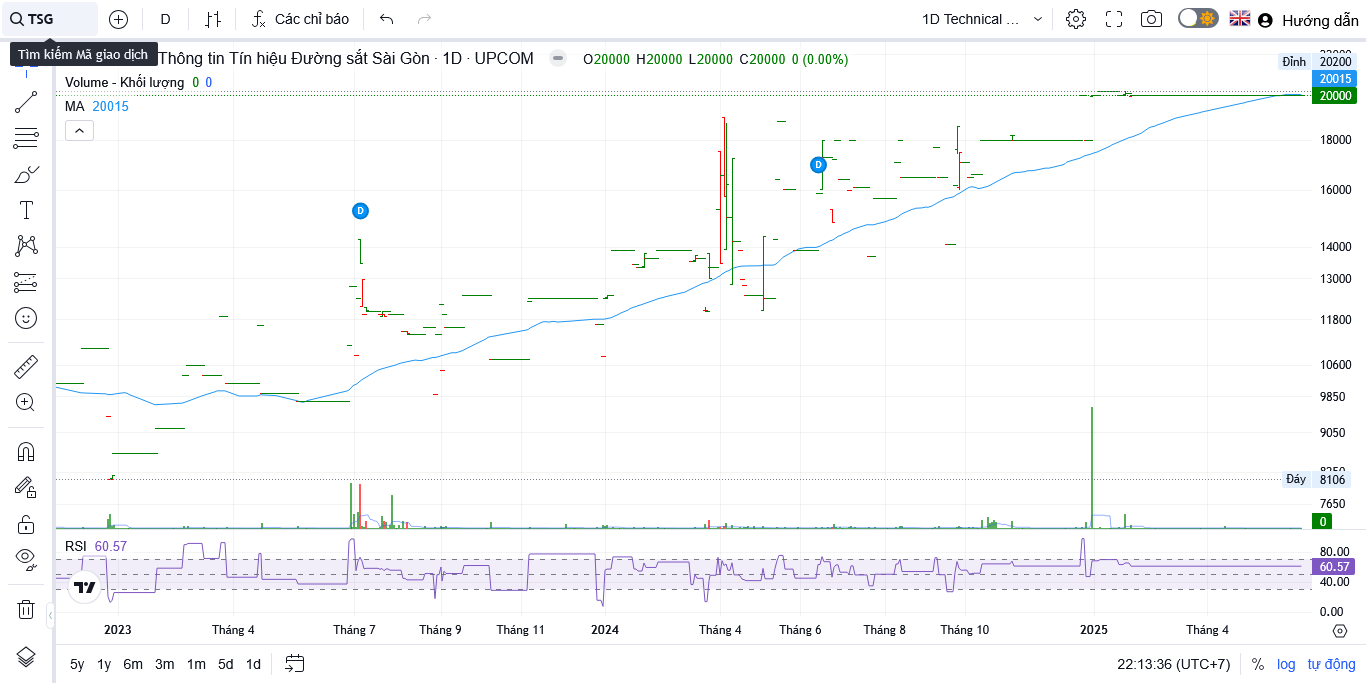 TSG
D
Các chỉ báo
1D Technical ...
Hướng dẫn
Tìm kiếm Mã giao dịch
Thông tin Tín hiệu Đường sắt Sài Gòn · 1D · UPCOM
O20000 H20000 L20000 C20000 0 (0.00%)
Volume - Khối lượng 0 0
MA 20015
Đỉnh 20200
20015
20000
18000
16000
14000
13000
11800
10600
9850
9050
Đáy 8106
7650
0
D
D
RSI 60.57
80.00
60.57
40.00
0.00
2023 Tháng 4 Tháng 7 Tháng 9 Tháng 11 2024 Tháng 4 Tháng 6 Tháng 8 Tháng 10 2025 Tháng 4
5y 1y 6m 3m 1m 5d 1d
22:13:36 (UTC+7) % log tự động